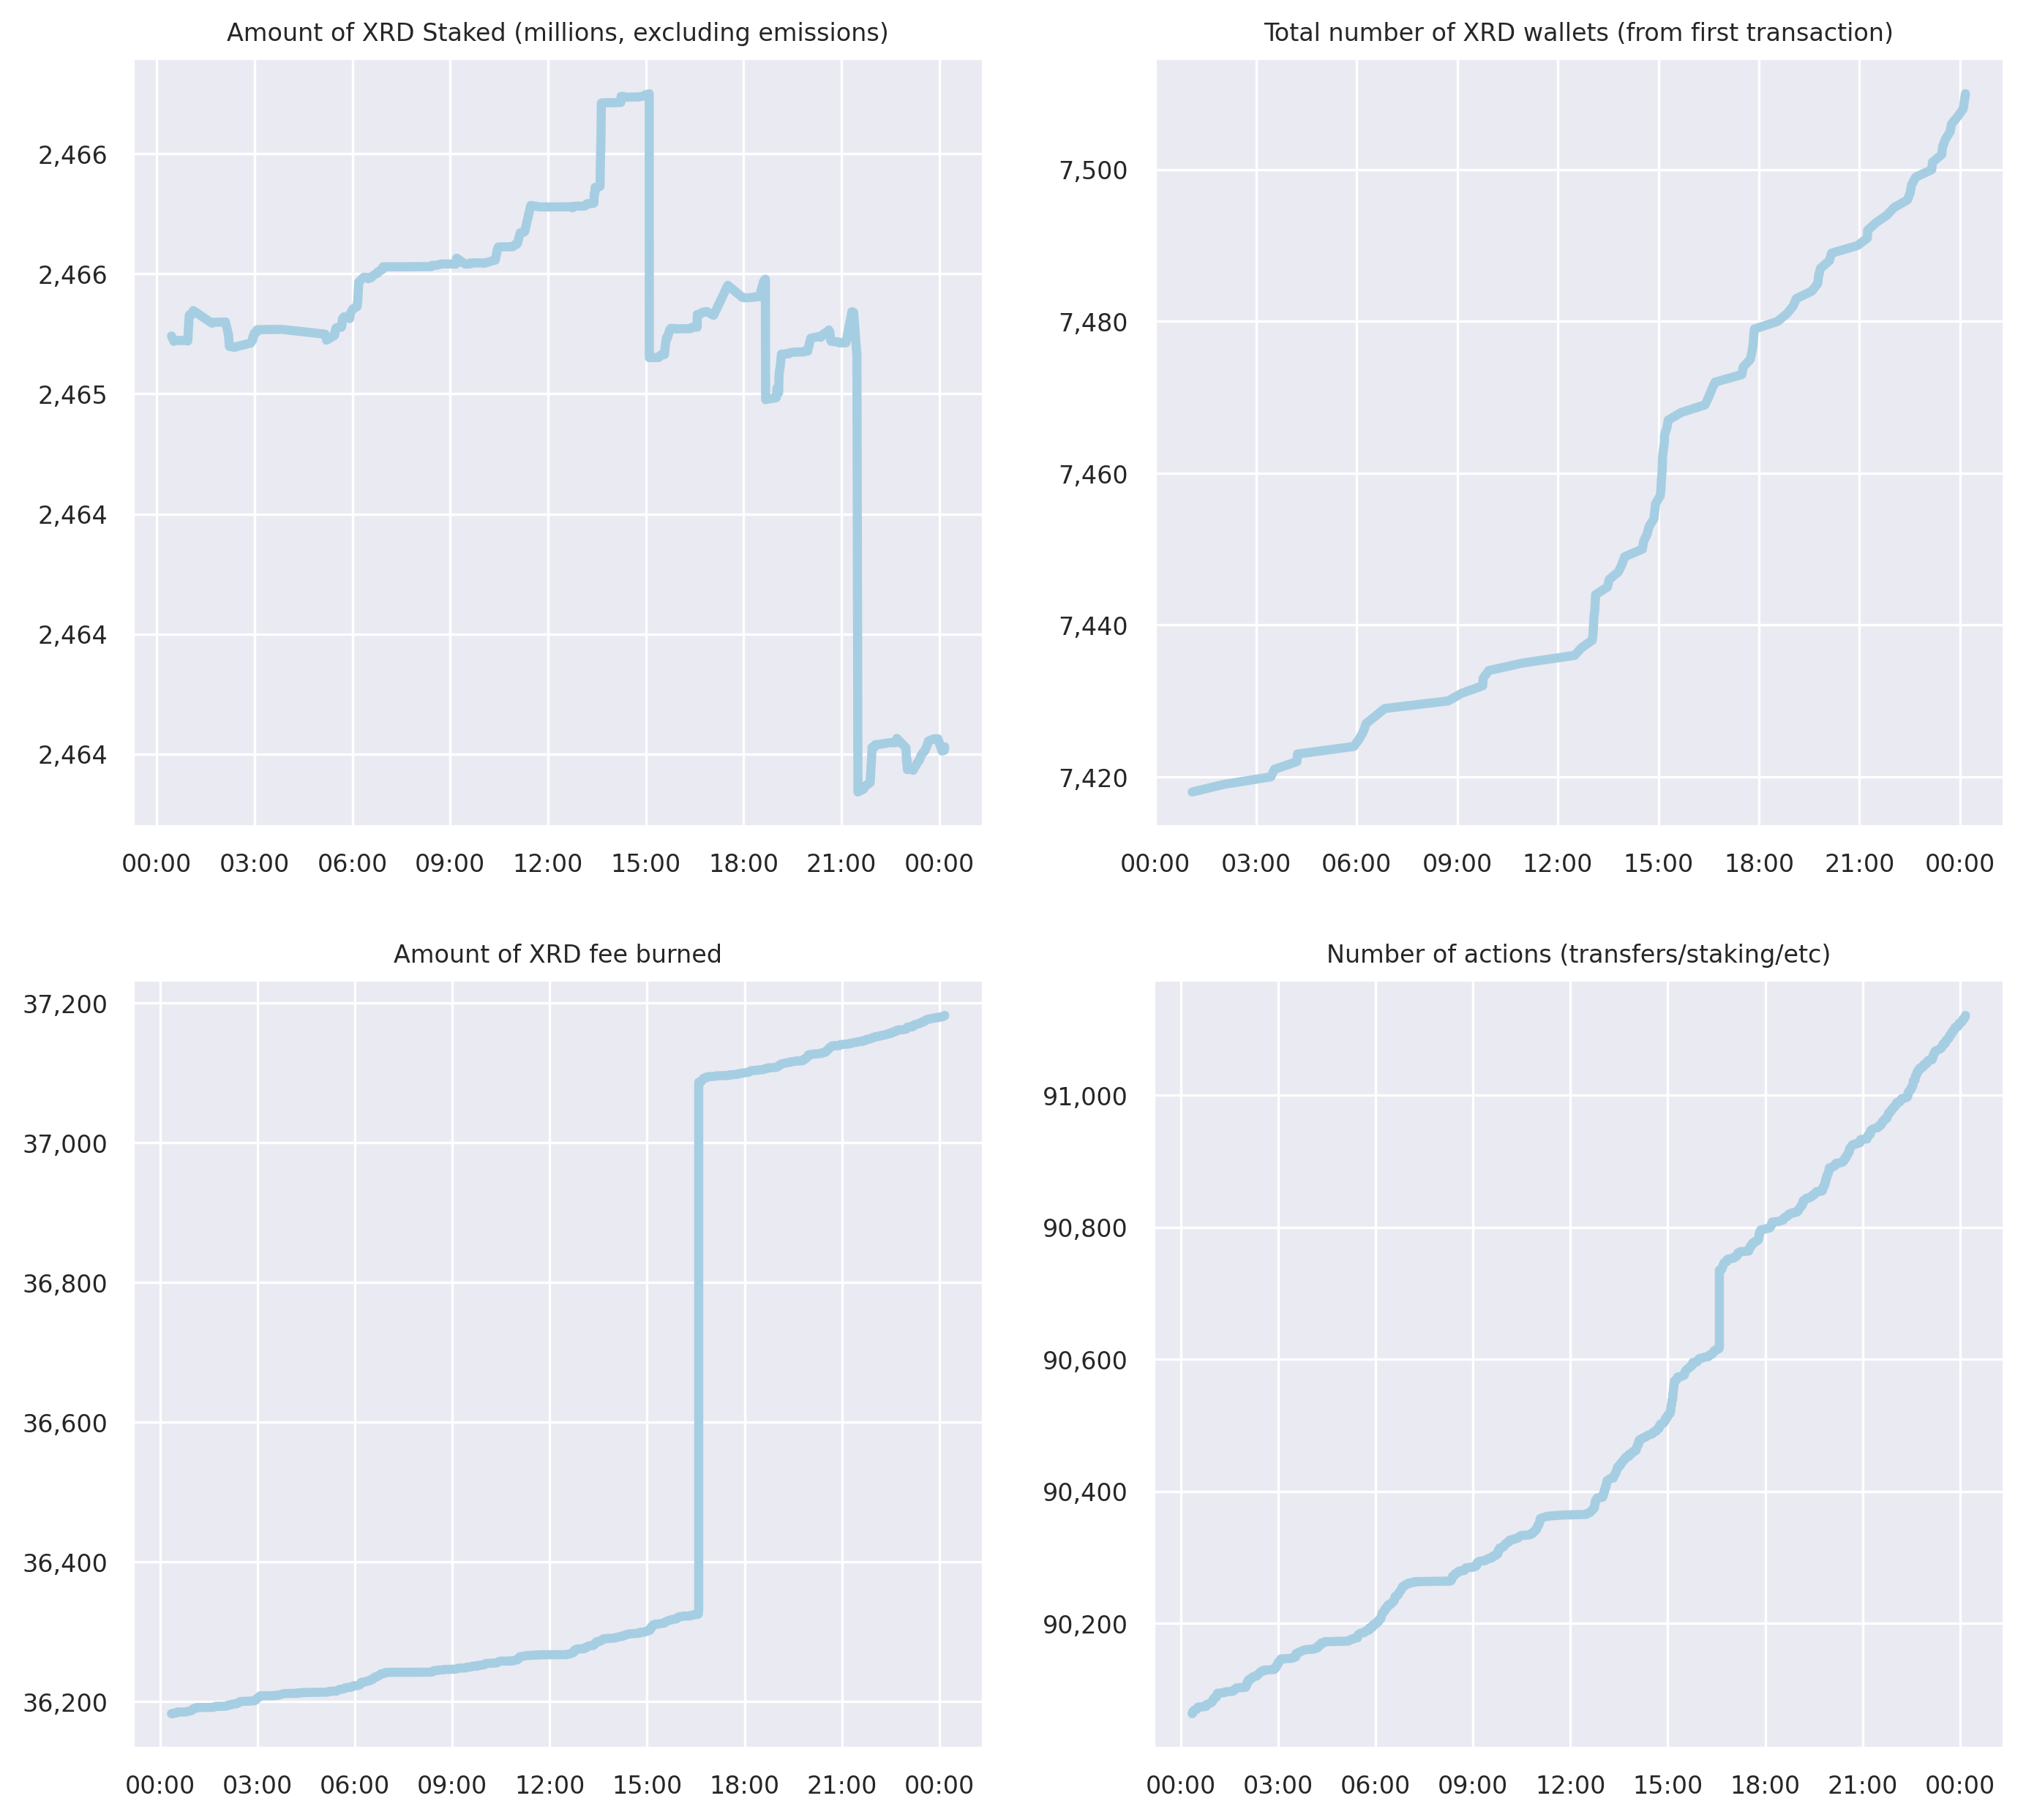 Amount of XRD Staked (millions, excluding emissions)
2,466
2,466
2,465
2,464
2,464
2,464
00:00 03:00 06:00 09:00 12:00 15:00 18:00 21:00 00:00
Total number of XRD wallets (from first transaction)
7,500
7,480
7,460
7,440
7,420
00:00 03:00 06:00 09:00 12:00 15:00 18:00 21:00 00:00
Amount of XRD fee burned
37,200
37,000
36,800
36,600
36,400
36,200
00:00 03:00 06:00 09:00 12:00 15:00 18:00 21:00 00:00
Number of actions (transfers/staking/etc)
91,000
90,800
90,600
90,400
90,200
00:00 03:00 06:00 09:00 12:00 15:00 18:00 21:00 00:00